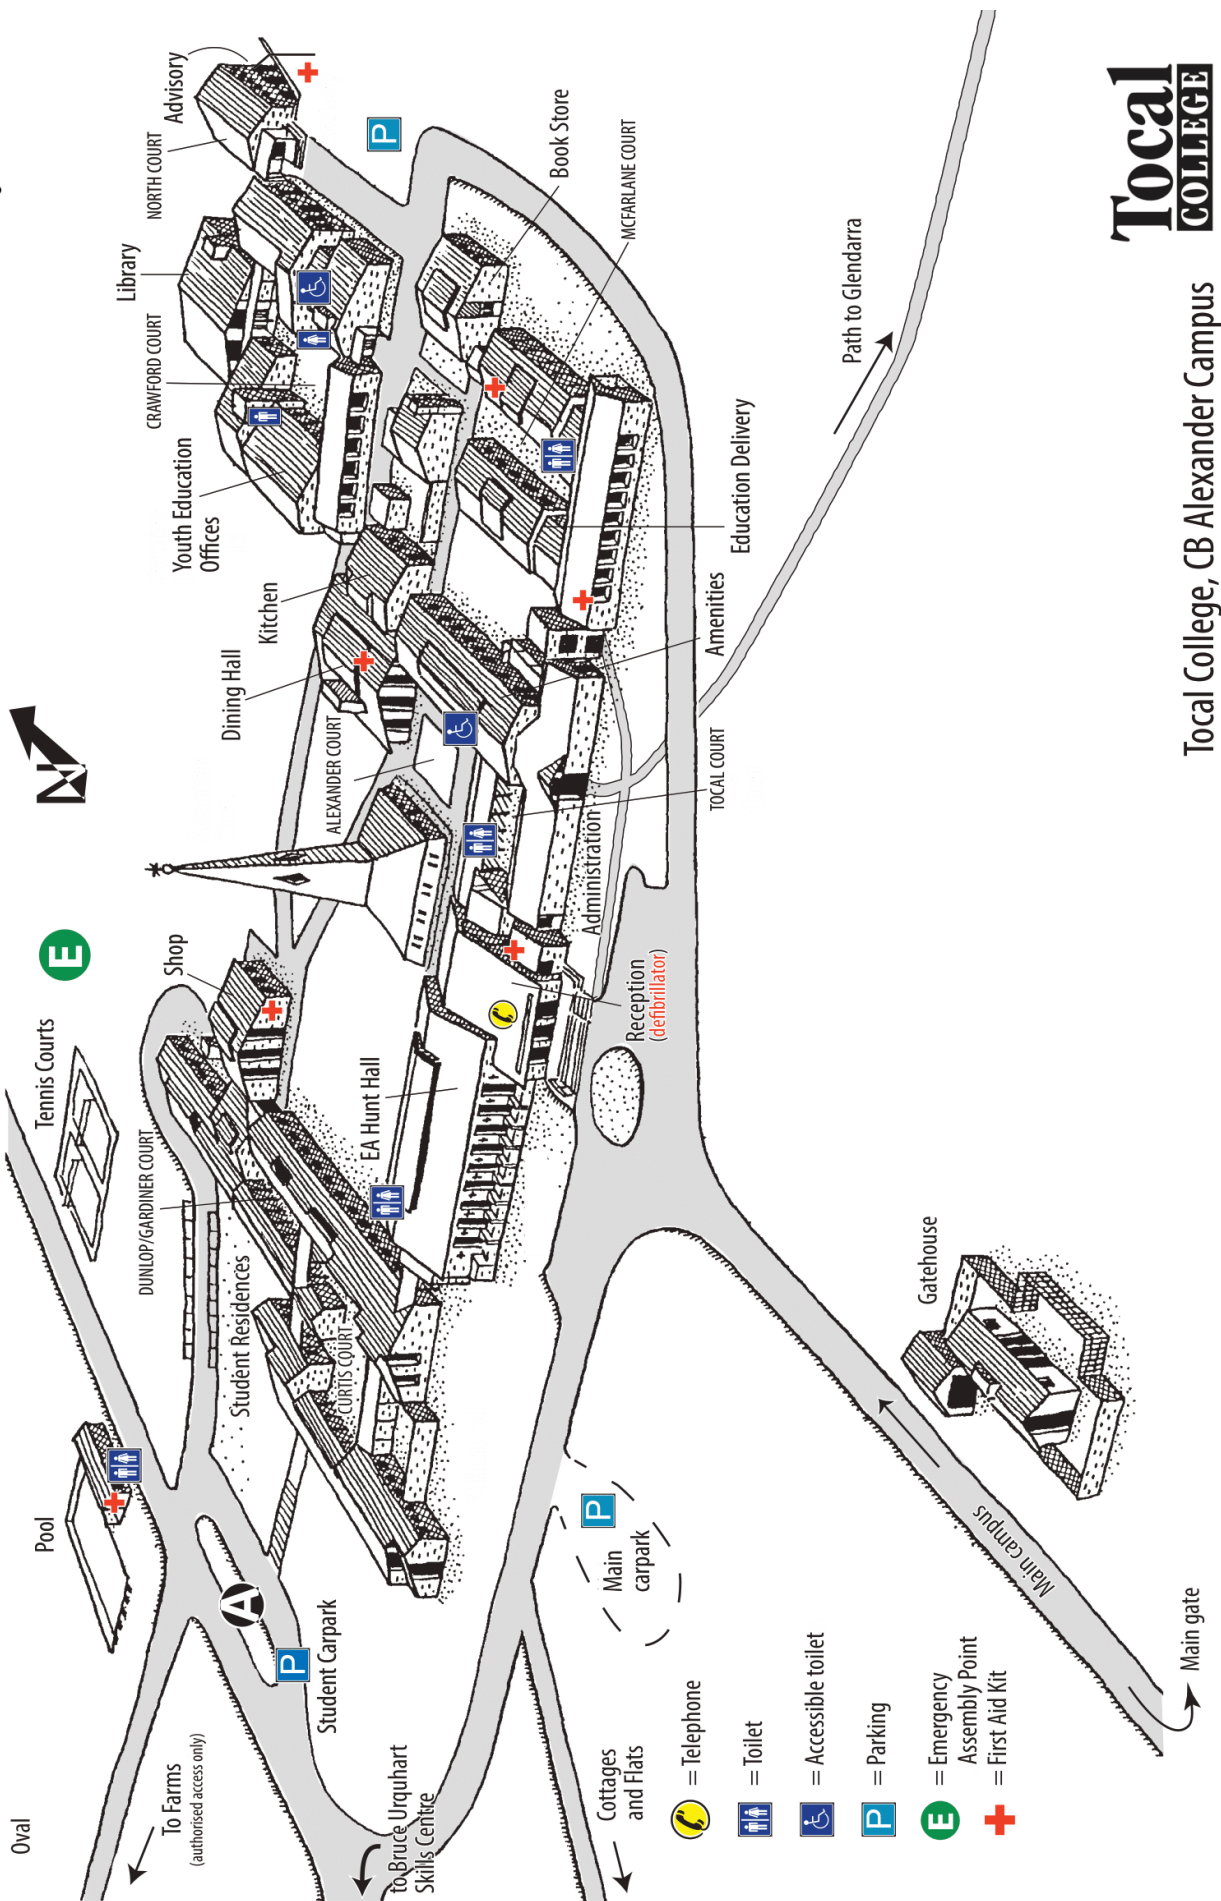 Tocal
COLLEGE
Tocal College, CB Alexander Campus
N
Oval
To Farms
(authorised access only)
to Bruce Urquhart
Skills Centre
Cottages
and Flats
Pool
A
P
Student Carpark
Tennis Courts
E
DUNLOP/GARDINER COURT
Student Residences
CURTIS COURT
Shop
EA Hunt Hall
Main
carpark
P
Reception
(defibrillator)
Administration
ALEXANDER COURT
TOCAL COURT
Dining Hall
Kitchen
Amenities
Youth Education
Offices
Education Delivery
CRAWFORD COURT
Library
NORTH COURT
Advisory
P
Book Store
MCFARLANE COURT
Path to Glendarra
Gatehouse
Main campus
Main gate
= Telephone
= Toilet
= Accessible toilet
P = Parking
E = Emergency
Assembly Point
= First Aid Kit